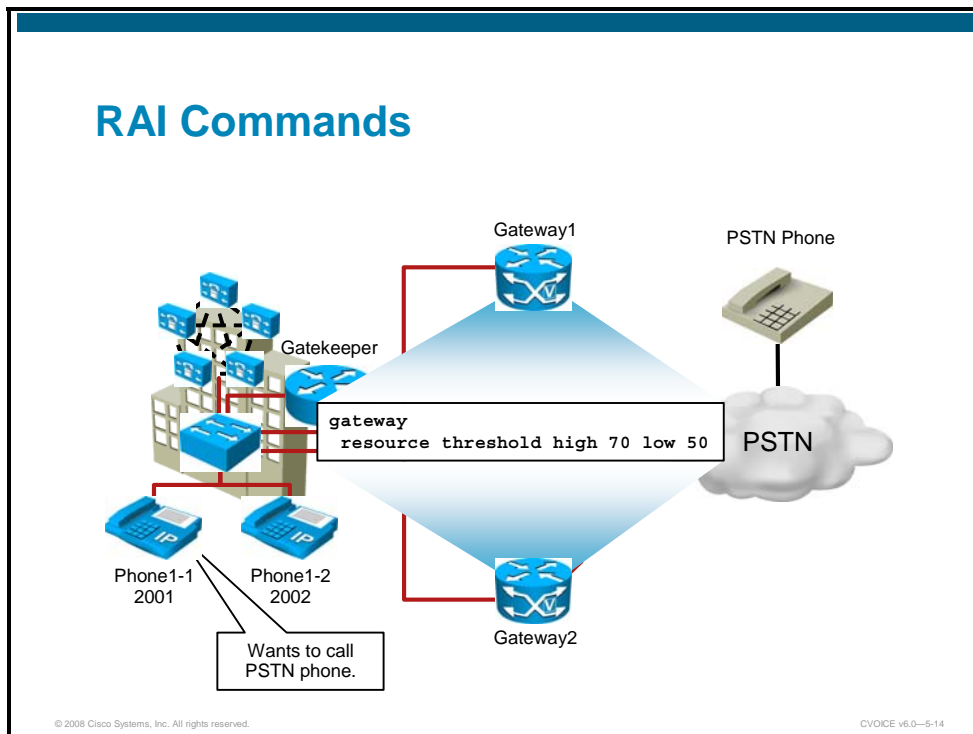 RAI Commands
Gateway1
PSTN Phone
Gatekeeper
gateway
resource threshold high 70 low 50
PSTN
V
IP
IP
Phone1-1
2001
Phone1-2
2002
V
Gateway2
Wants to call
PSTN phone.
© 2008 Cisco Systems, Inc. All rights reserved.
CVOICE v6.0—5-14